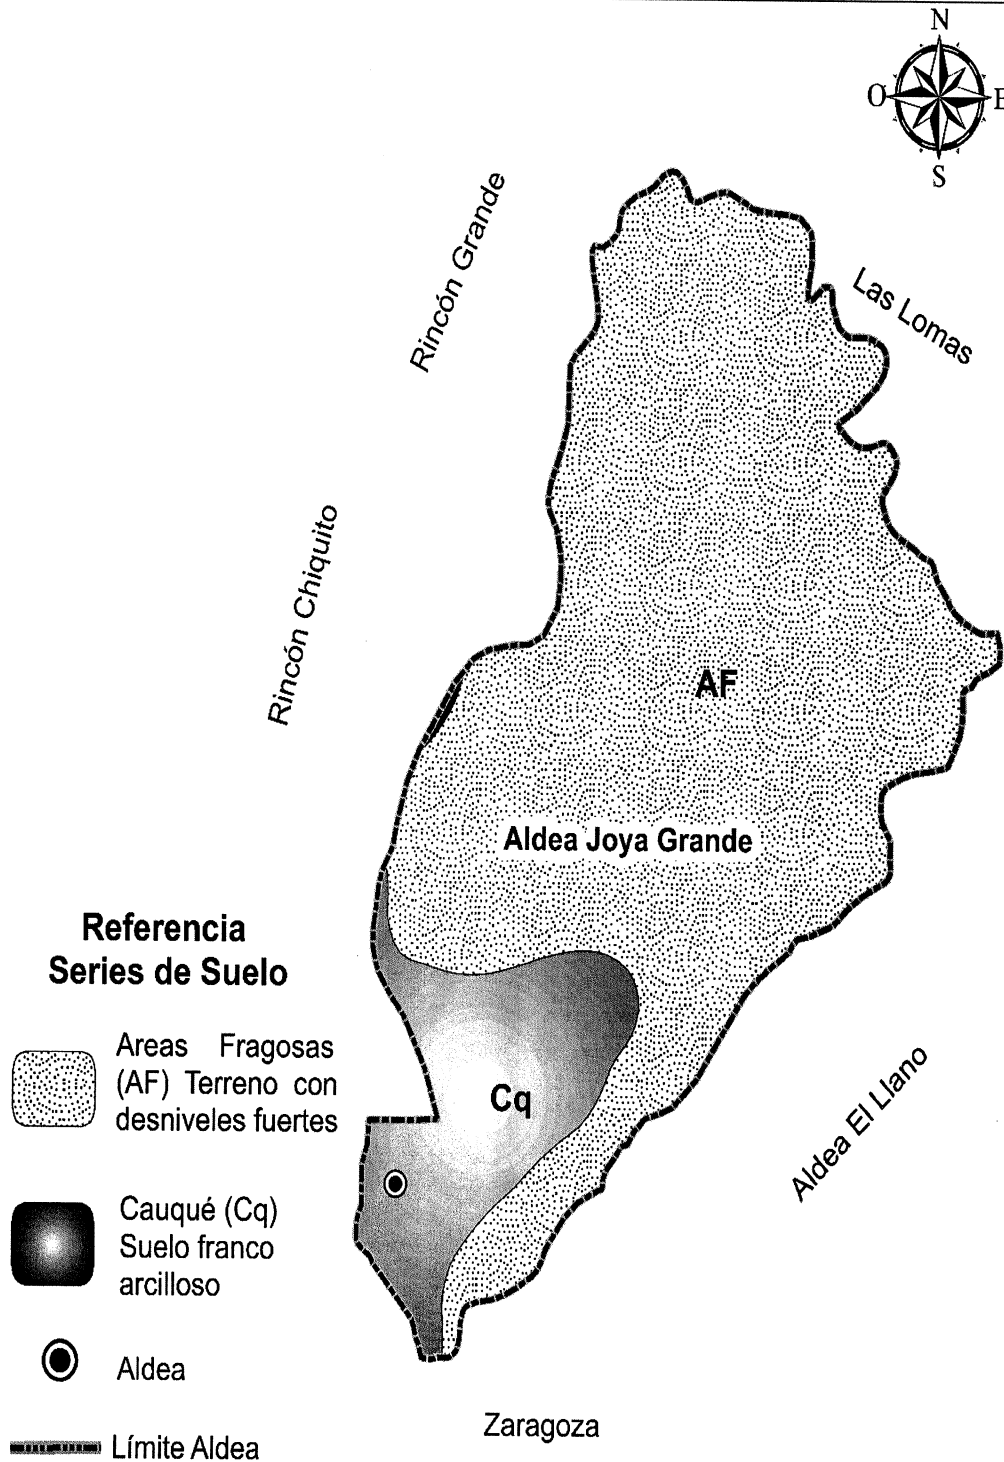 N
O
E
S
Rincón Grande
Las Lomas
Rincón Chiquito
AF
Aldea Joya Grande
Referencia
Series de Suelo
Areas Fragosas
(AF) Terreno con
desniveles fuertes
Cq
Aldea El Llano
Cauqué (Cq)
Suelo franco
arcilloso
Aldea
Zaragoza
Límite Aldea